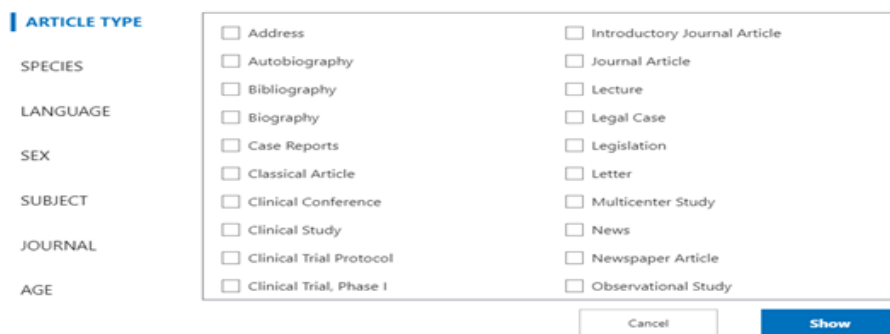 ARTICLE TYPE
SPECIES
LANGUAGE
SEX
SUBJECT
JOURNAL
AGE
Address
Autobiography
Bibliography
Biography
Case Reports
Classical Article
Clinical Conference
Clinical Study
Clinical Trial Protocol
Clinical Trial, Phase I
Introductory Journal Article
Journal Article
Lecture
Legal Case
Legislation
Letter
Multicenter Study
News
Newspaper Article
Observational Study
Cancel
Show